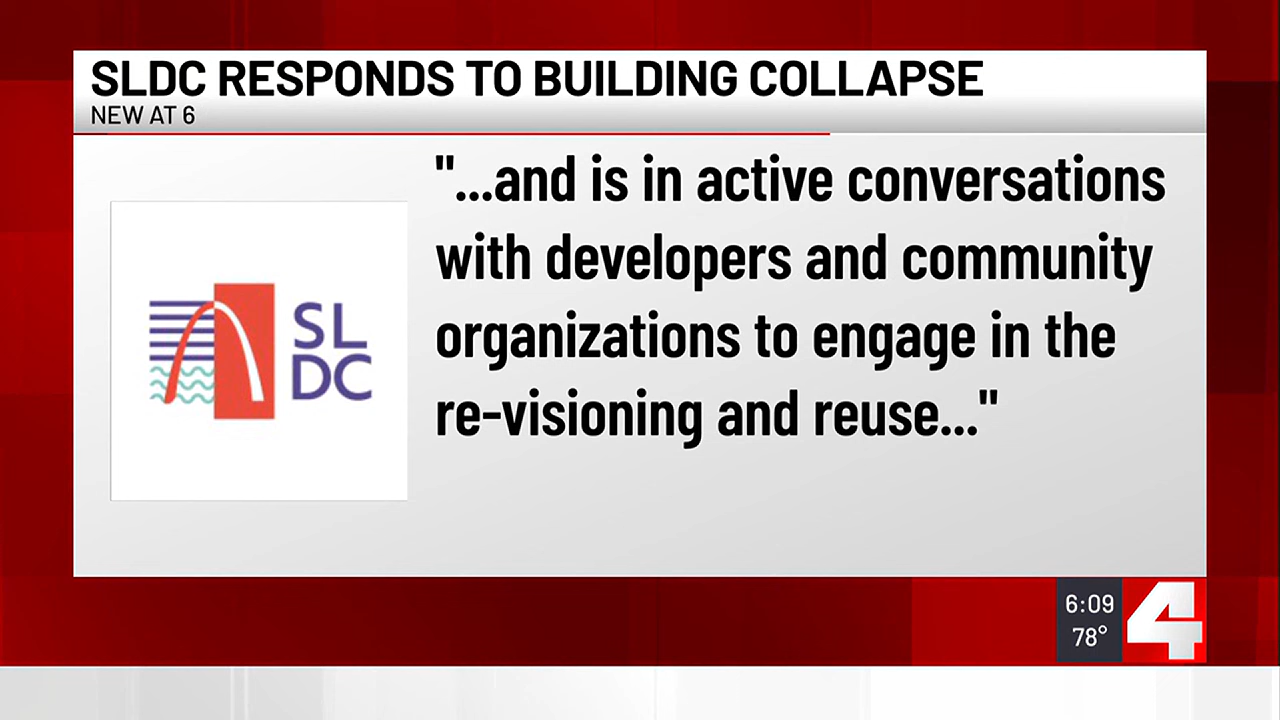 SLDC RESPONDS TO BUILDING COLLAPSE
NEW AT 6
"...and is in active conversations
with developers and community
organizations to engage in the
re-visioning and reuse..."
SL
DC
6:09
78°
4